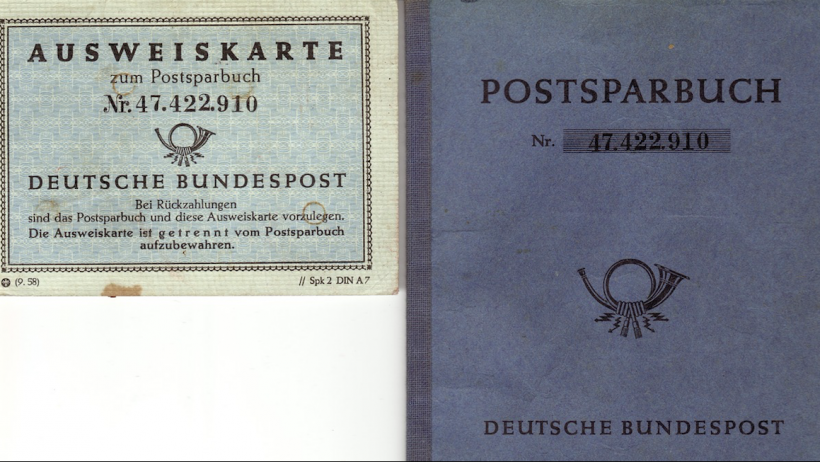 AUSWEISKARTE
zum Postsparbuch
Nr. 47.422.910
DEUTSCHE BUNDESPOST
Bei Rückzahlungen
sind das Postsparbuch und diese Ausweiskarte vorzulegen.
Die Ausweiskarte ist getrennt vom Postsparbuch
aufzubewahren.
(9. 58)
// Spk 2 DIN A 7
POSTSPARBUCH
Nr. 47.422.910
DEUTSCHE BUNDESPOST